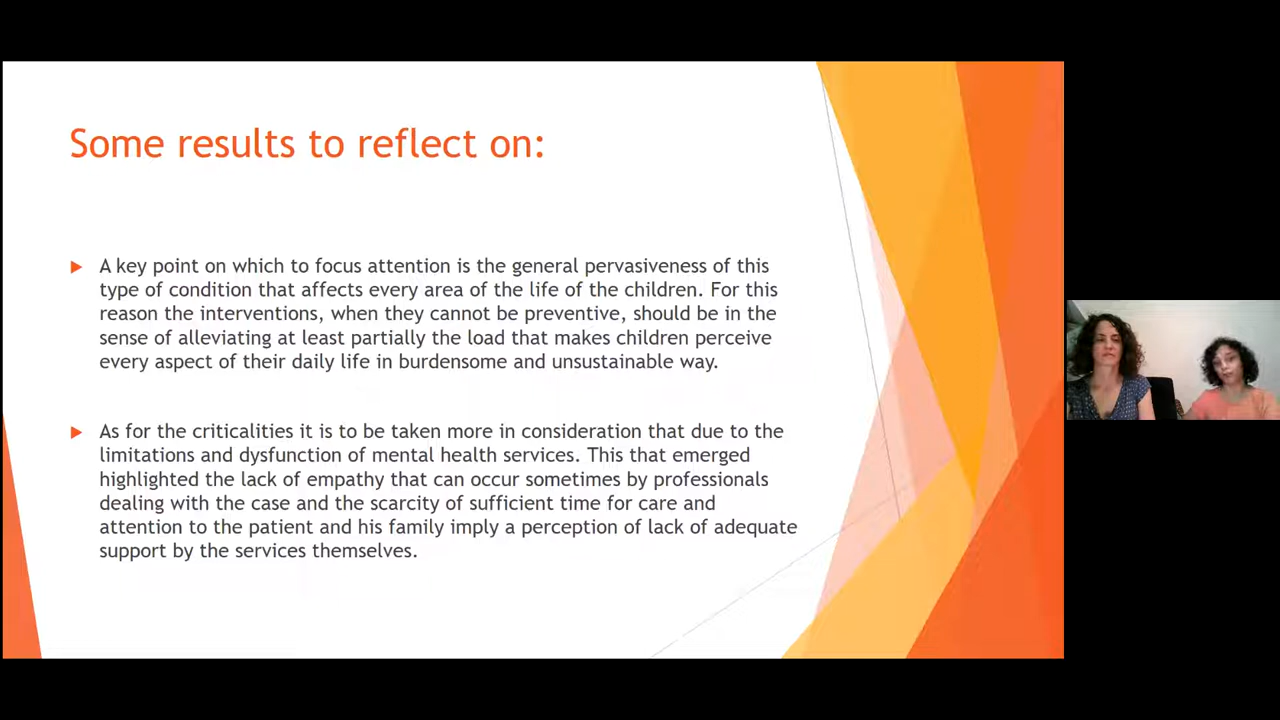 Some results to reflect on:
A key point on which to focus attention is the general pervasiveness of this
type of condition that affects every area of the life of the children. For this
reason the interventions, when they cannot be preventive, should be in the
sense of alleviating at least partially the load that makes children perceive
every aspect of their daily life in burdensome and unsustainable way.
As for the criticalities it is to be taken more in consideration that due to the
limitations and dysfunction of mental health services. This that emerged
highlighted the lack of empathy that can occur sometimes by professionals
dealing with the case and the scarcity of sufficient time for care and
attention to the patient and his family imply a perception of lack of adequate
support by the services themselves.